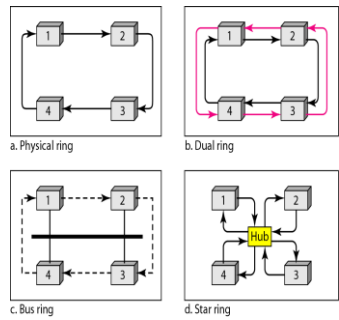 1 2
4 3
a. Physical ring
1 2
4 3
b. Dual ring
1 2
4 3
c. Bus ring
1 2
Hub
4 3
d. Star ring